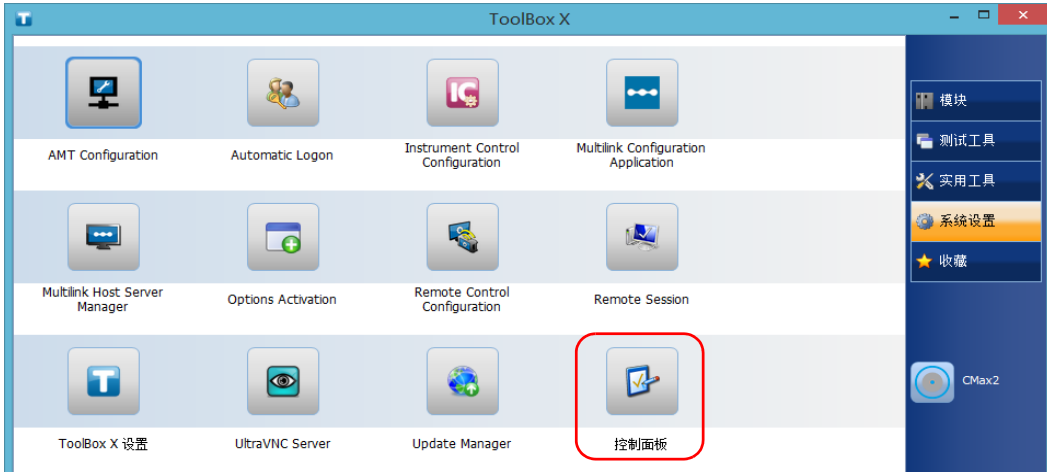 ToolBox X
AMT Configuration
Automatic Logon
Instrument Control
Configuration
Multilink Configuration
Application
Multilink Host Server
Manager
Options Activation
Remote Control
Configuration
Remote Session
ToolBox X 设置
UltraVNC Server
Update Manager
控制面板
模块
测试工具
实用工具
系统设置
收藏
CMax2